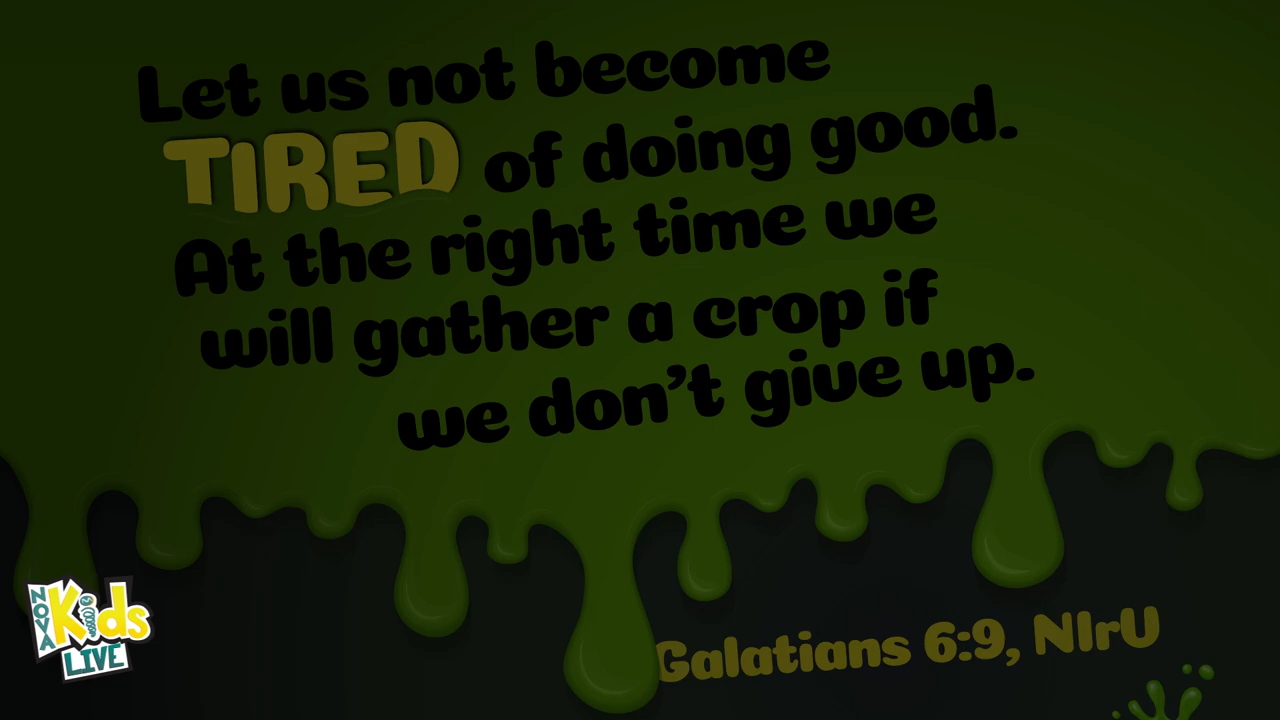 Let us not become
TIRED of doing good.
At the right time we
will gather a crop if
we don’t give up.
Galatians 6:9, NIrU
NOVA
Kids
LIVE